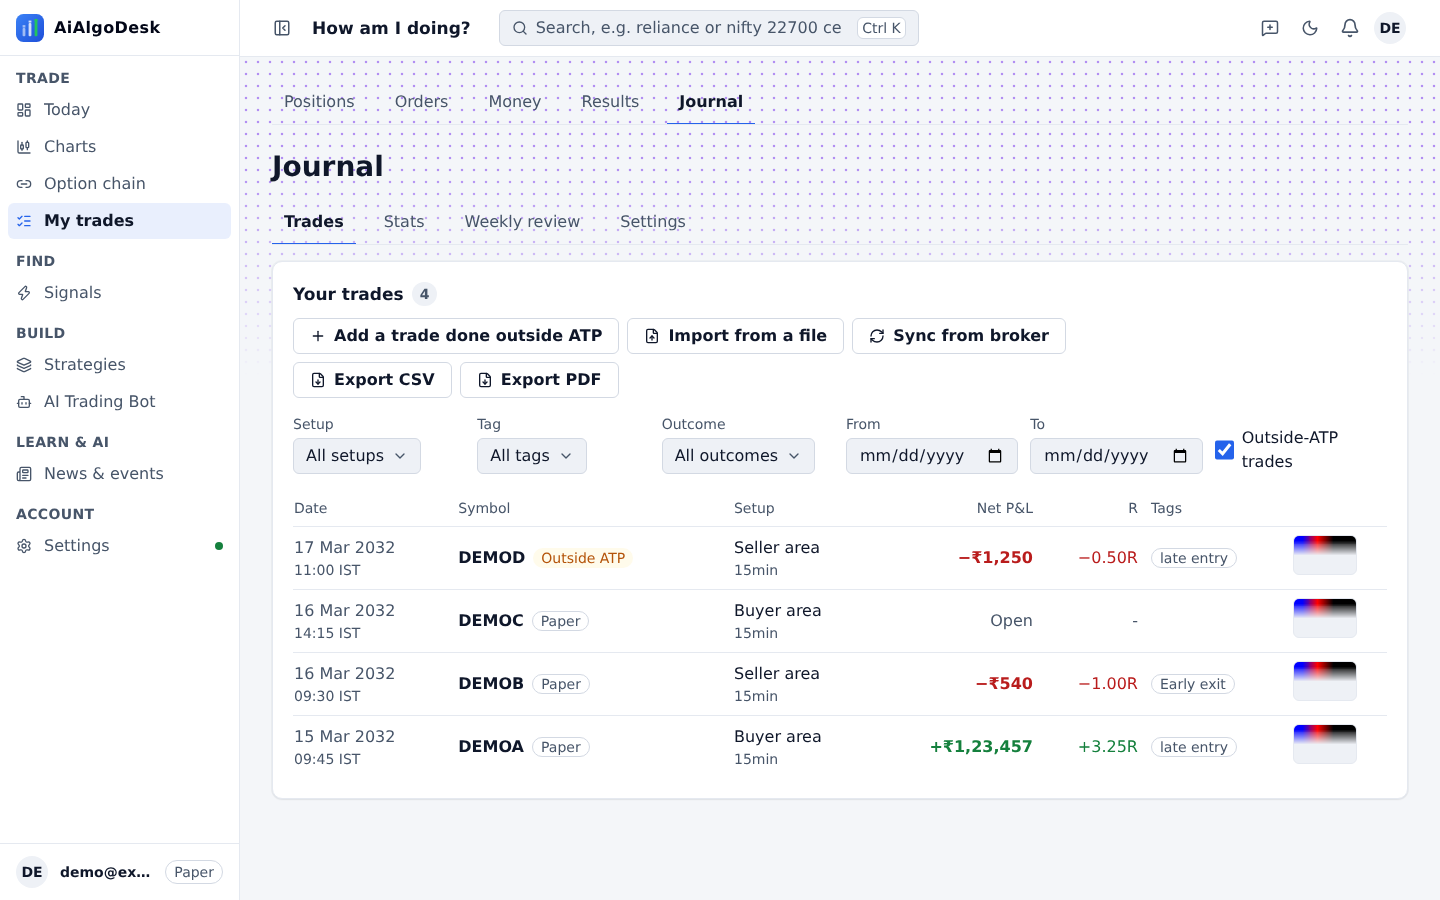 AiAlgoDesk
How am I doing?
Search, e.g. reliance or nifty 22700 ce
Ctrl K
DE
TRADE
Today
Charts
Option chain
My trades
FIND
Signals
BUILD
Strategies
AI Trading Bot
LEARN & AI
News & events
ACCOUNT
Settings
DE demo@ex... Paper
Positions Orders Money Results Journal
Journal
Trades Stats Weekly review Settings
Your trades 4
Add a trade done outside ATP Import from a file Sync from broker
Export CSV Export PDF
Setup Tag Outcome From To
All setups All tags All outcomes mm/dd/yyyy mm/dd/yyyy Outside-ATP
trades
Date Symbol Setup Net P&L R Tags
17 Mar 2032
11:00 IST
DEMOD Outside ATP
Seller area
15min
−₹1,250 −0.50R late entry
16 Mar 2032
14:15 IST
DEMOC Paper
Buyer area
15min
Open -
16 Mar 2032
09:30 IST
DEMOB Paper
Seller area
15min
−₹540 −1.00R Early exit
15 Mar 2032
09:45 IST
DEMOA Paper
Buyer area
15min
+₹1,23,457 +3.25R late entry